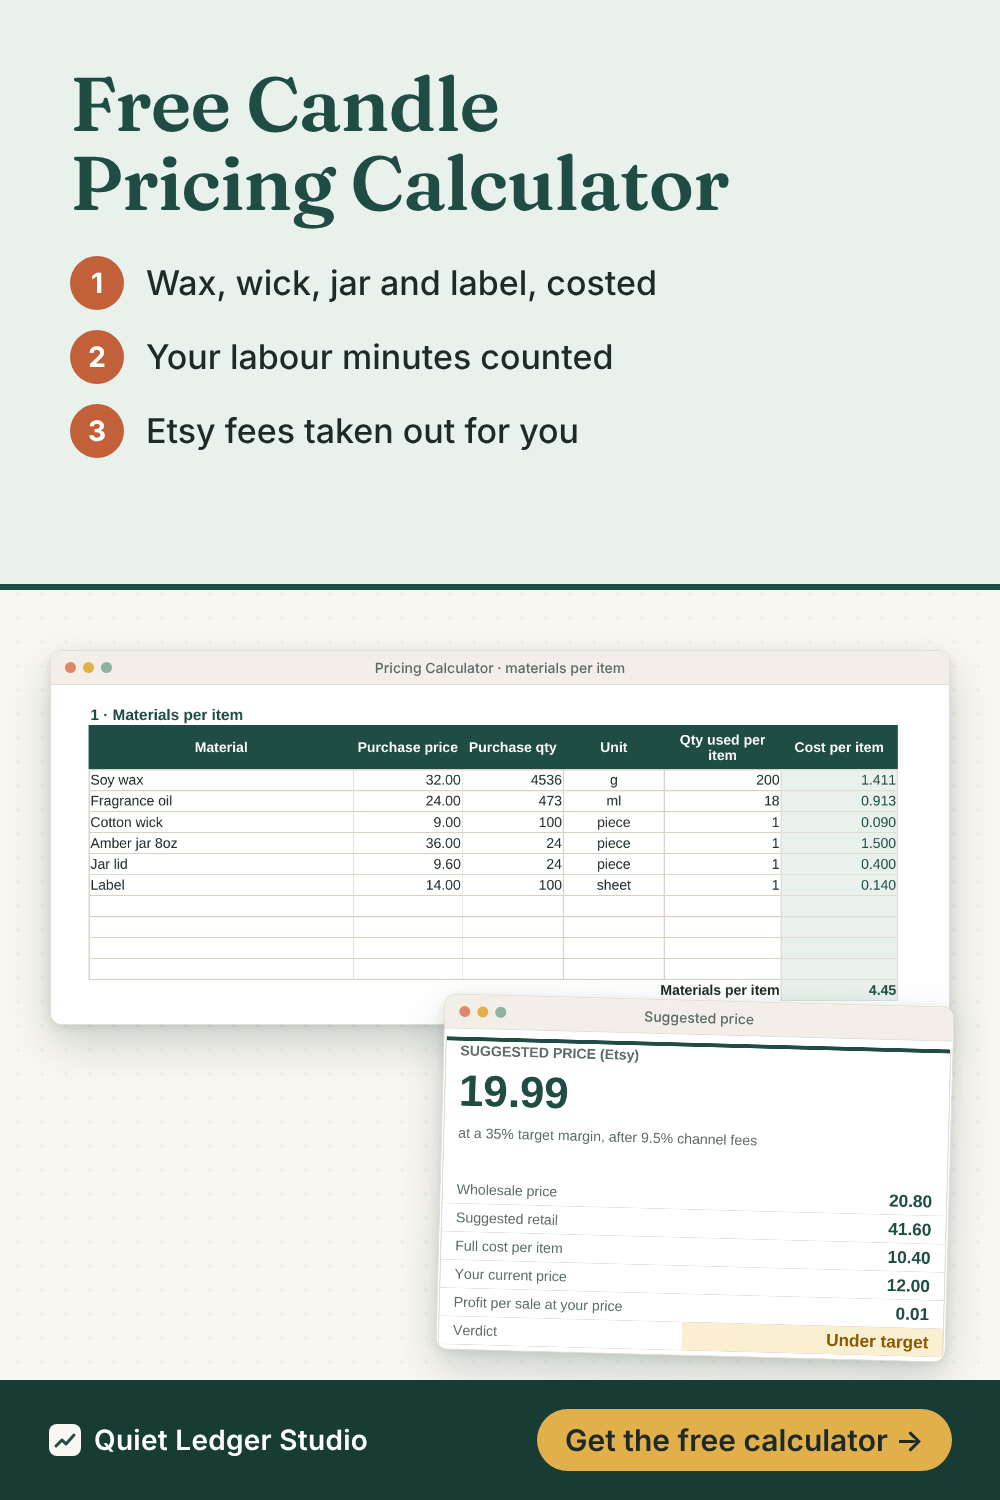 Free Candle
Pricing Calculator
1 Wax, wick, jar and label, costed
2 Your labour minutes counted
3 Etsy fees taken out for you
Pricing Calculator · materials per item
1 · Materials per item
Material Purchase price Purchase qty Unit Qty used per item Cost per item
Soy wax 32.00 4536 g 200 1.411
Fragrance oil 24.00 473 ml 18 0.913
Cotton wick 9.00 100 piece 1 0.090
Amber jar 8oz 36.00 24 piece 1 1.500
Jar lid 9.60 24 piece 1 0.400
Label 14.00 100 sheet 1 0.140
Materials per item 4.45
Suggested price
SUGGESTED PRICE (Etsy)
19.99
at a 35% target margin, after 9.5% channel fees
Wholesale price 20.80
Suggested retail 41.60
Full cost per item 10.40
Your current price 12.00
Profit per sale at your price 0.01
Verdict Under target
Quiet Ledger Studio
Get the free calculator →